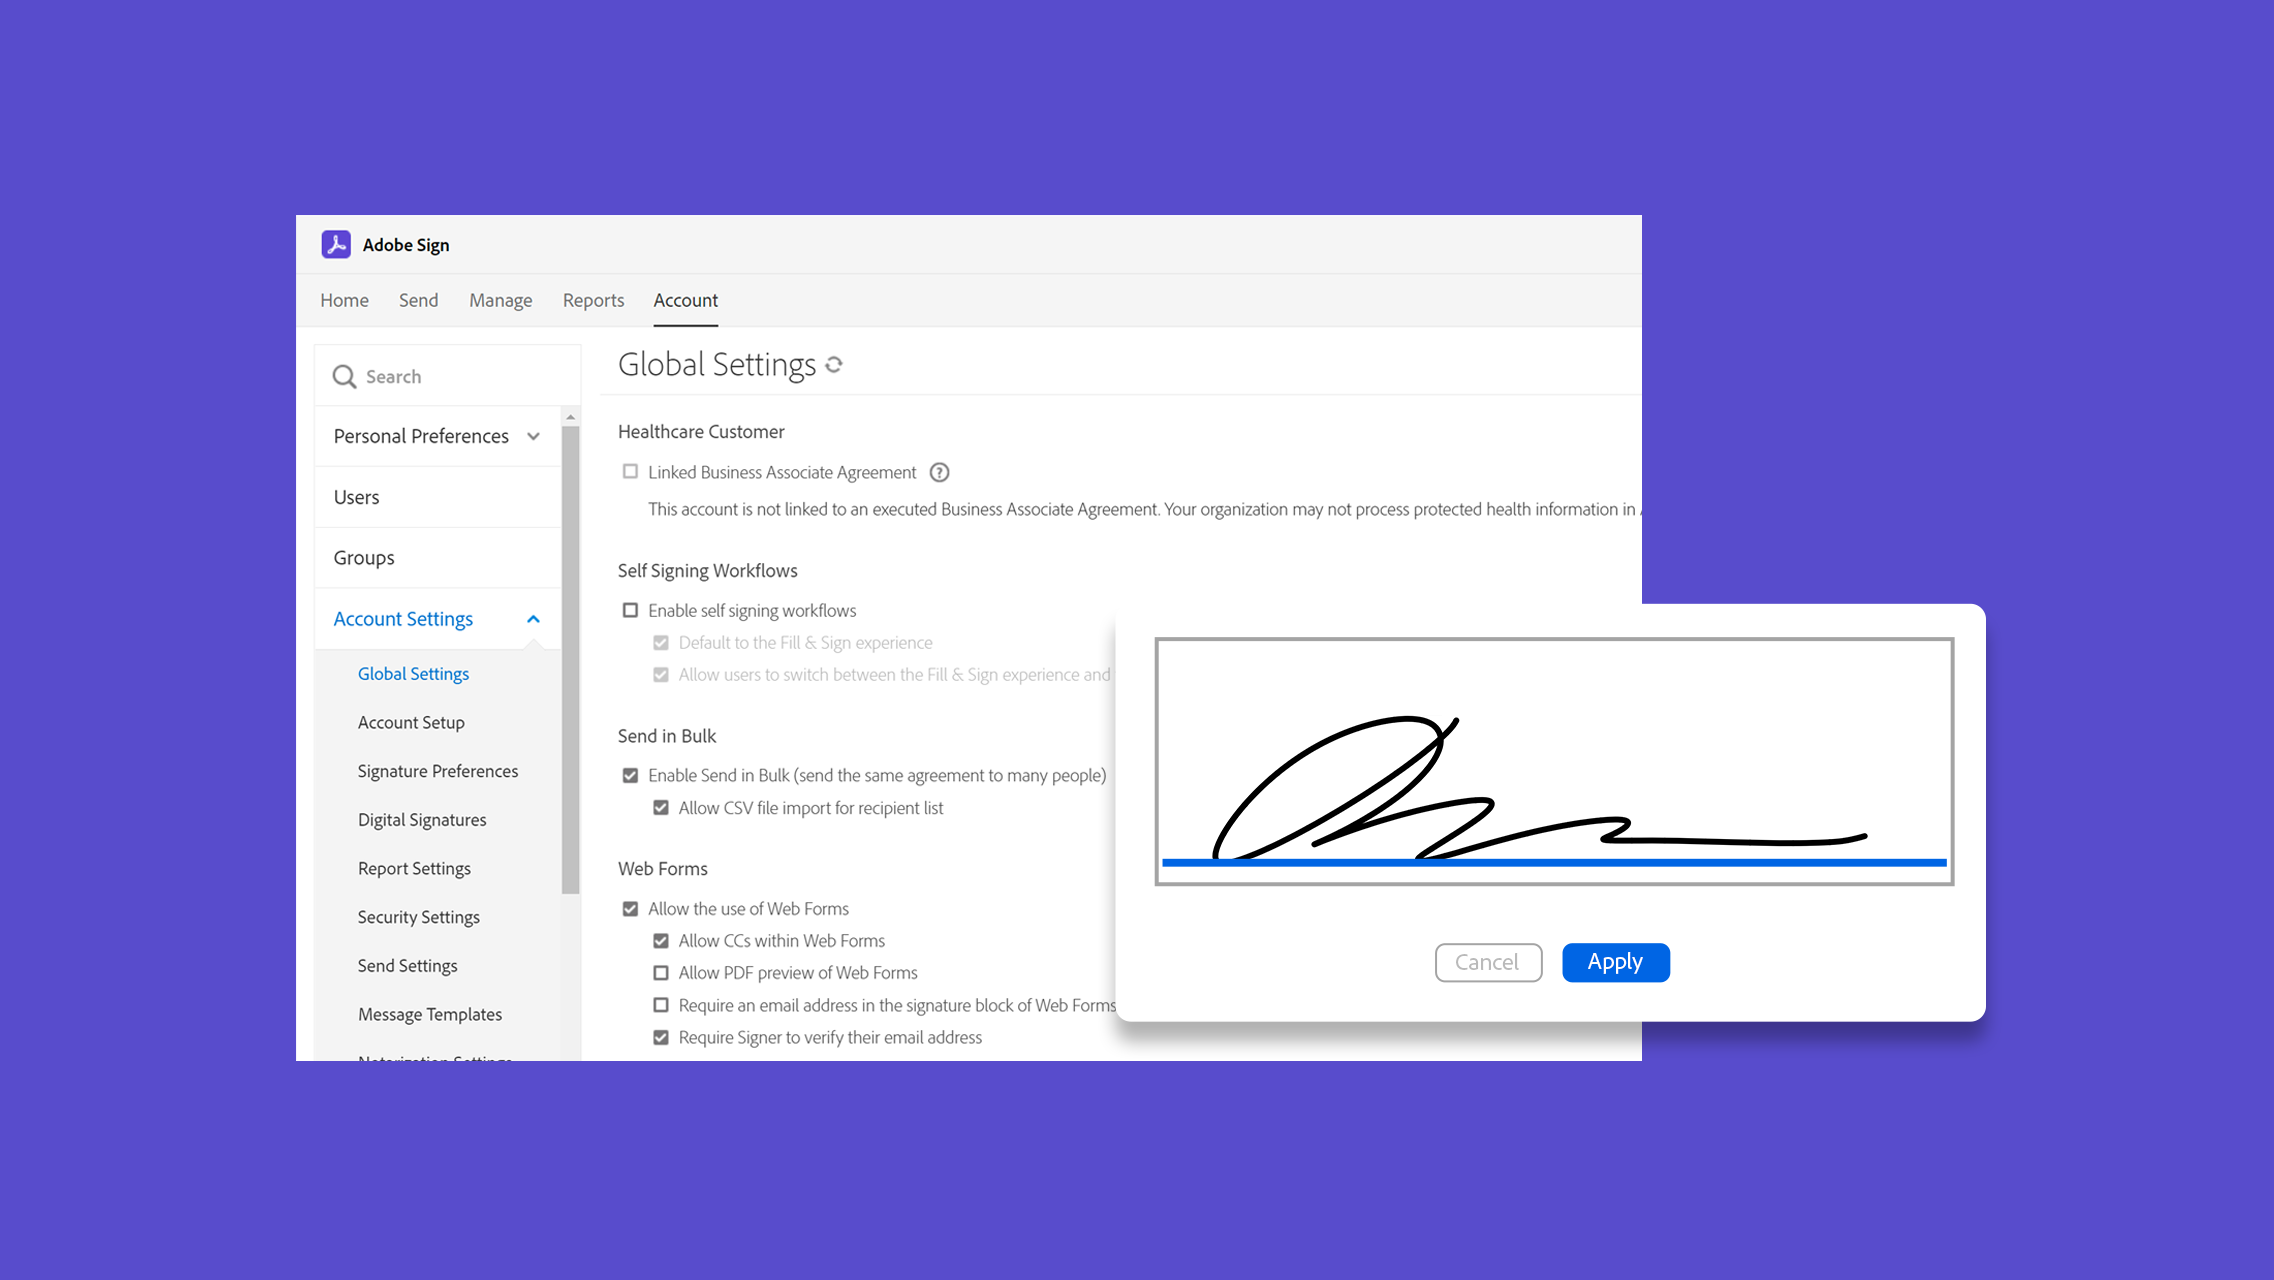 Adobe Sign
Home Send Manage Reports Account
Search
Personal Preferences
Users
Groups
Account Settings
Global Settings
Account Setup
Signature Preferences
Digital Signatures
Report Settings
Security Settings
Send Settings
Message Templates
Notarization Settings
Global Settings
Healthcare Customer
Linked Business Associate Agreement ?
This account is not linked to an executed Business Associate Agreement. Your organization may not process protected health information in
Self Signing Workflows
Enable self signing workflows
Default to the Fill & Sign experience
Allow users to switch between the Fill & Sign experience and
Send in Bulk
Enable Send in Bulk (send the same agreement to many people)
Allow CSV file import for recipient list
Web Forms
Allow the use of Web Forms
Allow CCs within Web Forms
Allow PDF preview of Web Forms
Require an email address in the signature block of Web Forms
Require Signer to verify their email address
Cancel Apply